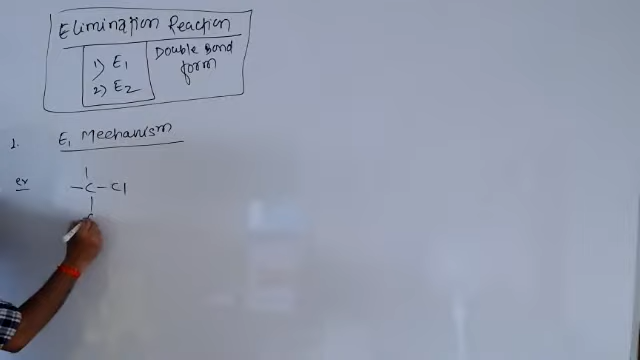 Elimination Reaction
1) E1
2) E2
Double Bond
form
1. E1 Mechanism
ex
-C-Cl